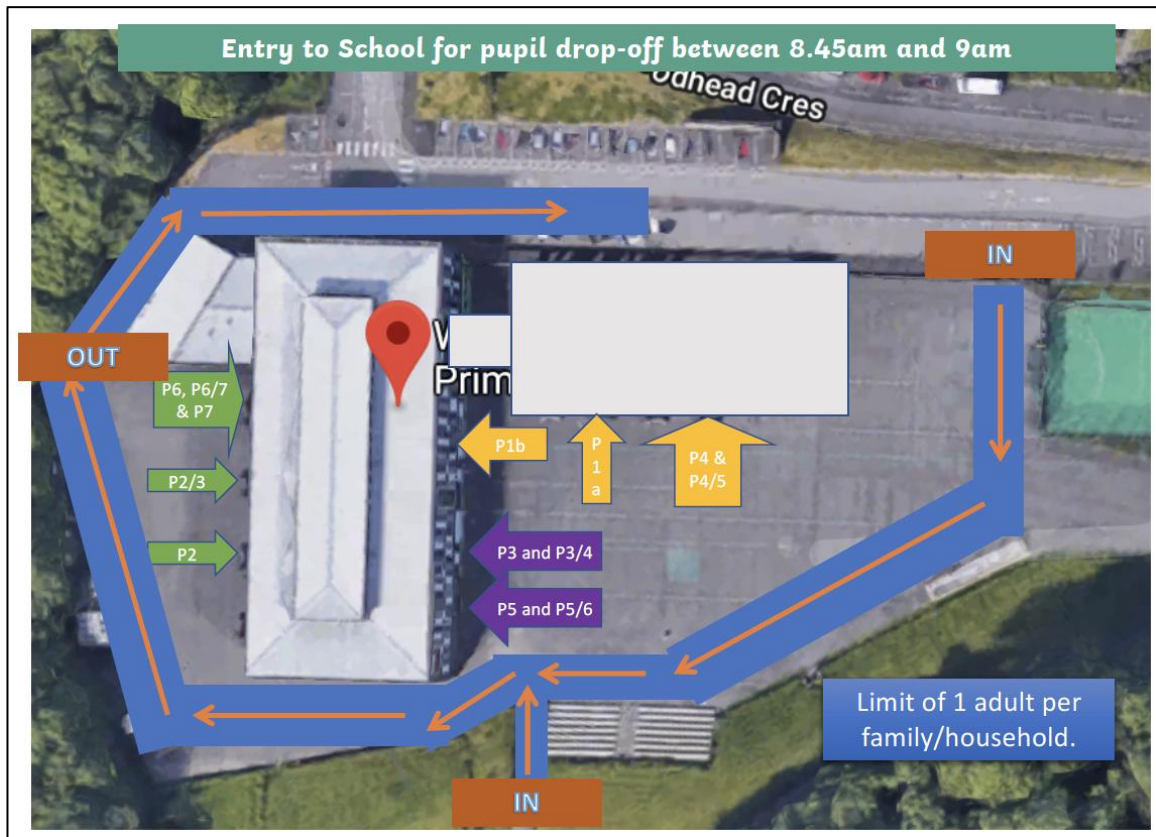 Entry to School for pupil drop-off between 8.45am and 9am
odhead Cres
IN
OUT
W
Prim
P6, P6/7
& P7
P1b
P
1
a
P4 &
P4/5
P2/3
P2
P3 and P3/4
P5 and P5/6
Limit of 1 adult per
family/household.
IN